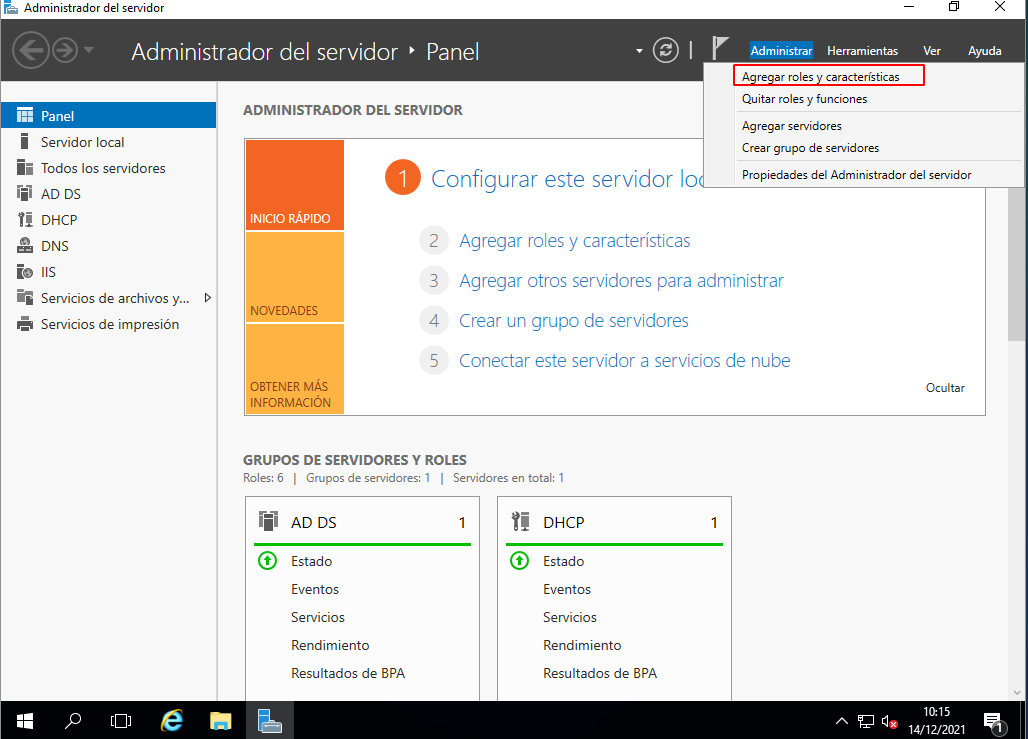 Administrador del servidor
Administrador del servidor ‣ Panel
Administrar Herramientas Ver Ayuda
Agregar roles y características
Quitar roles y funciones
Agregar servidores
Crear grupo de servidores
Propiedades del Administrador del servidor
Panel
Servidor local
Todos los servidores
AD DS
DHCP
DNS
IIS
Servicios de archivos y...
Servicios de impresión
ADMINISTRADOR DEL SERVIDOR
INICIO RÁPIDO
NOVEDADES
OBTENER MÁS
INFORMACIÓN
1 Configurar este servidor loc
2 Agregar roles y características
3 Agregar otros servidores para administrar
4 Crear un grupo de servidores
5 Conectar este servidor a servicios de nube
Ocultar
GRUPOS DE SERVIDORES Y ROLES
Roles: 6 | Grupos de servidores: 1 | Servidores en total: 1
AD DS 1
Estado
Eventos
Servicios
Rendimiento
Resultados de BPA
DHCP 1
Estado
Eventos
Servicios
Rendimiento
Resultados de BPA
10:15
14/12/2021
1